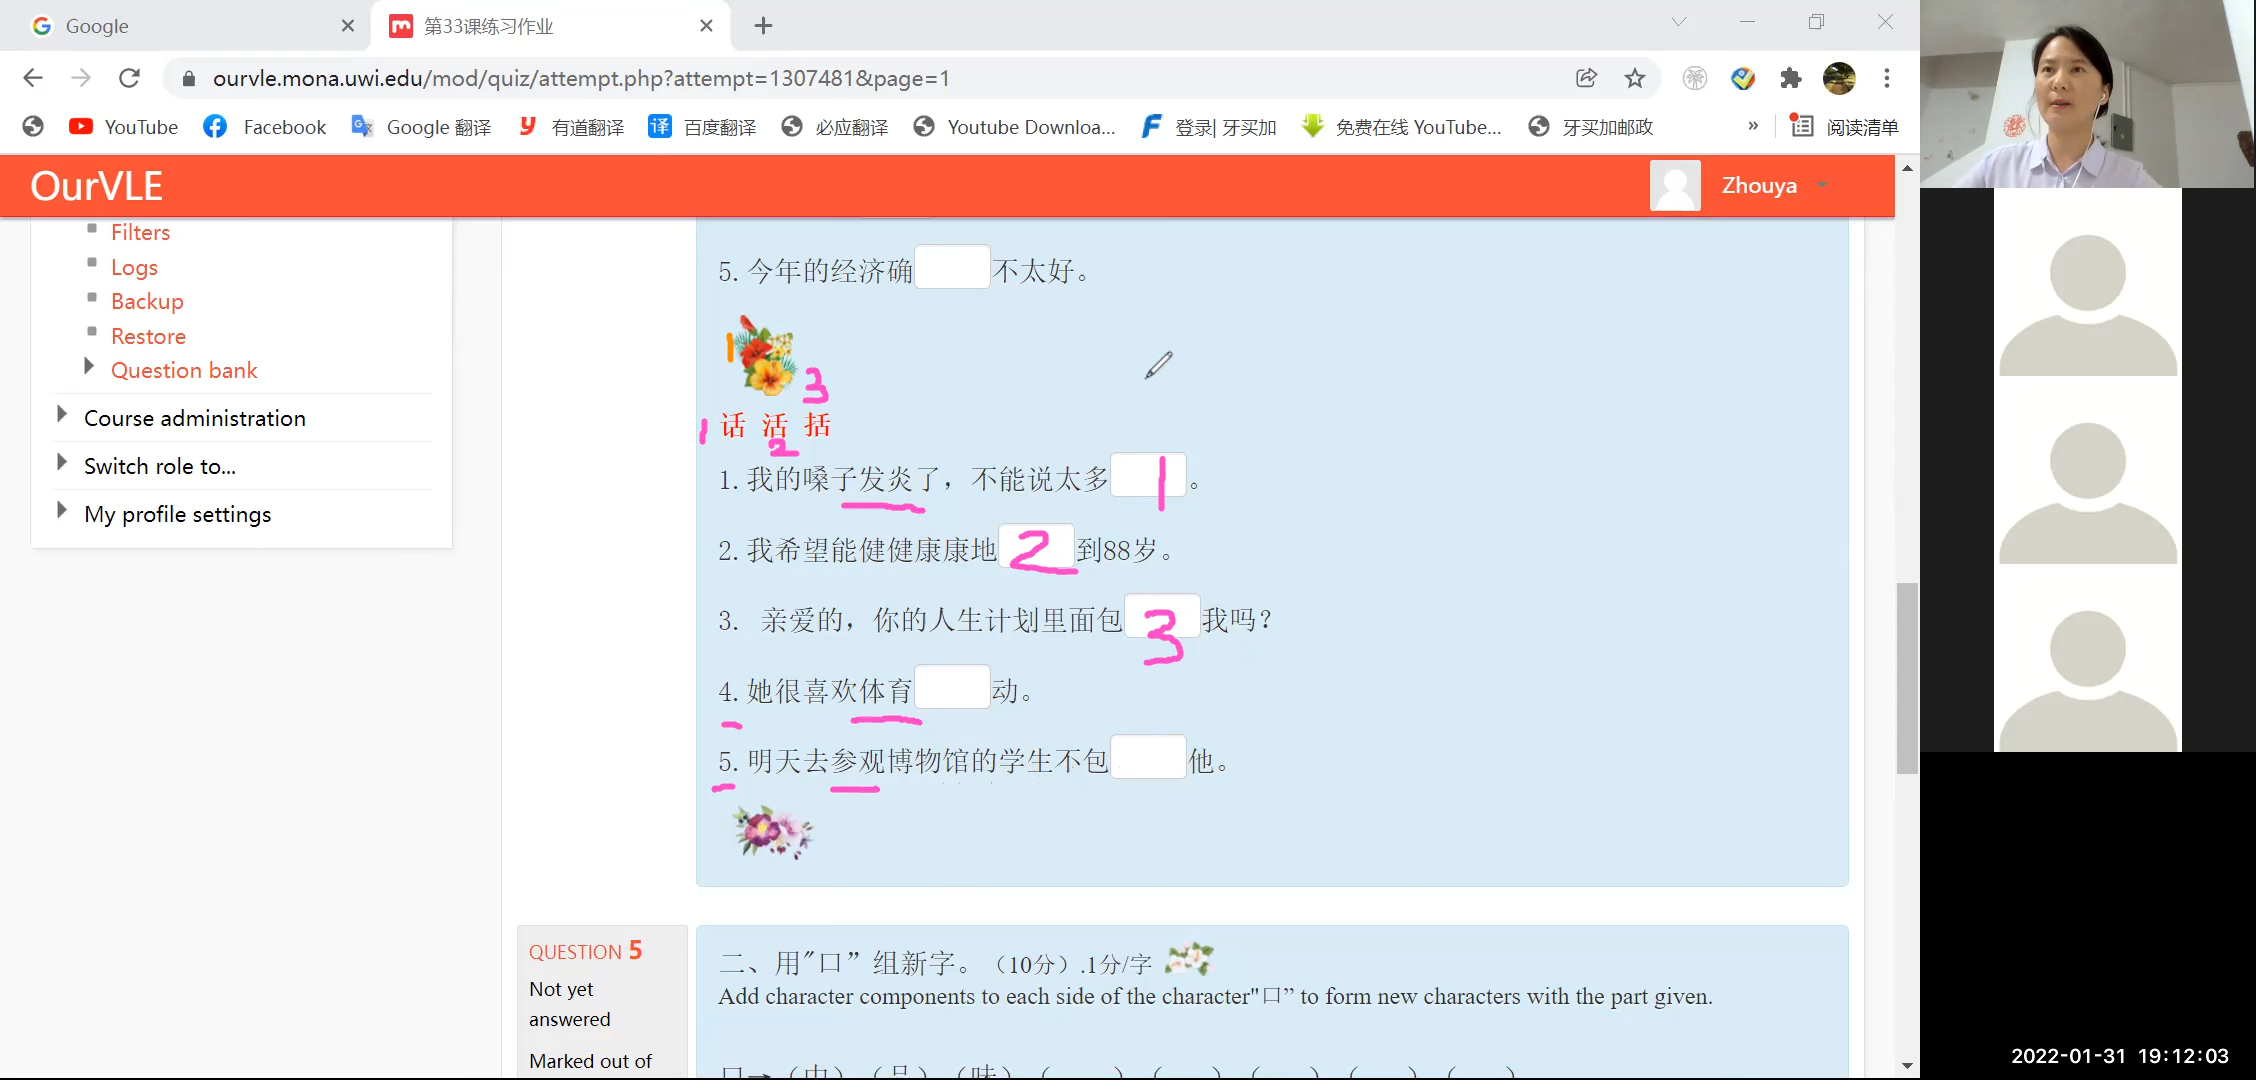 Google
第33课练习作业
ourvle.mona.uwi.edu/mod/quiz/attempt.php?attempt=1307481&page=1
YouTube Facebook Google 翻译 有道翻译 百度翻译 必应翻译 Youtube Downloa... 登录| 牙买加 免费在线 YouTube... 牙买加邮政 » 阅读清单
OurVLE
Zhouya
Filters
Logs
Backup
Restore
Question bank
Course administration
Switch role to...
My profile settings
5. 今年的经济确 不太好。
1
3
1 话 活 括
2
1. 我的嗓子发炎了，不能说太多 1 。
2. 我希望能健健康康地 2 到88岁。
3. 亲爱的，你的人生计划里面包 3 我吗？
4. 她很喜欢体育 动。
5. 明天去参观博物馆的学生不包 他。
QUESTION 5
Not yet
answered
Marked out of
二、用"口” 组新字。（10分）.1分/字
Add character components to each side of the character"口” to form new characters with the part given.
2022-01-31 19:12:03